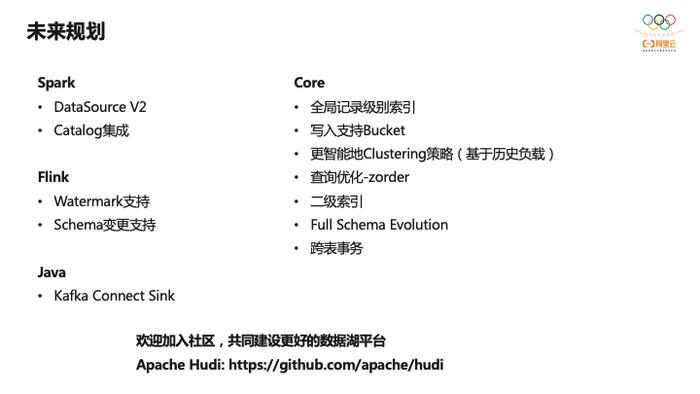 未来规划
阿里云
Spark
• DataSource V2
• Catalog集成
Flink
• Watermark支持
• Schema变更支持
Java
• Kafka Connect Sink
Core
• 全局记录级别索引
• 写入支持Bucket
• 更智能地Clustering策略（基于历史负载）
• 查询优化-zorder
• 二级索引
• Full Schema Evolution
• 跨表事务
欢迎加入社区，共同建设更好的数据湖平台
Apache Hudi: https://github.com/apache/hudi